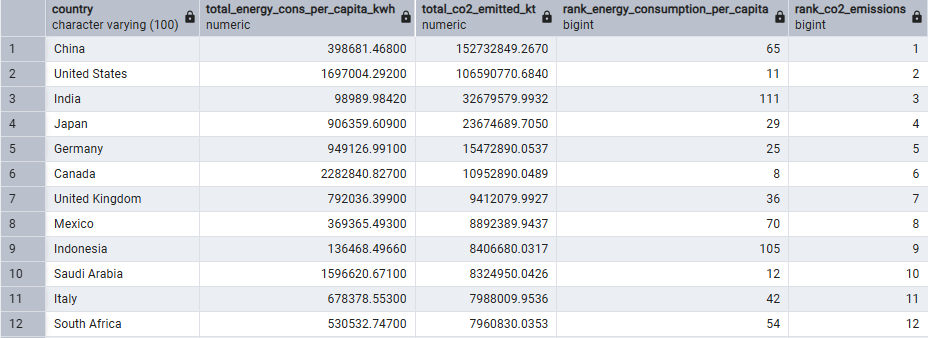 country total_energy_cons_per_capita_kwh total_co2_emitted_kt rank_energy_consumption_per_capita rank_co2_emissions
character varying (100) numeric numeric bigint bigint
1 China 398681.46800 152732849.2670 65 1
2 United States 1697004.29200 106590770.6840 11 2
3 India 98989.98420 32679579.9932 111 3
4 Japan 906359.60900 23674689.7050 29 4
5 Germany 949126.99100 15472890.0537 25 5
6 Canada 2282840.82700 10952890.0489 8 6
7 United Kingdom 792036.39900 9412079.9927 36 7
8 Mexico 369365.49300 8892389.9437 70 8
9 Indonesia 136468.49660 8406680.0317 105 9
10 Saudi Arabia 1596620.67100 8324950.0426 12 10
11 Italy 678378.55300 7988009.9536 42 11
12 South Africa 530532.74700 7960830.0353 54 12